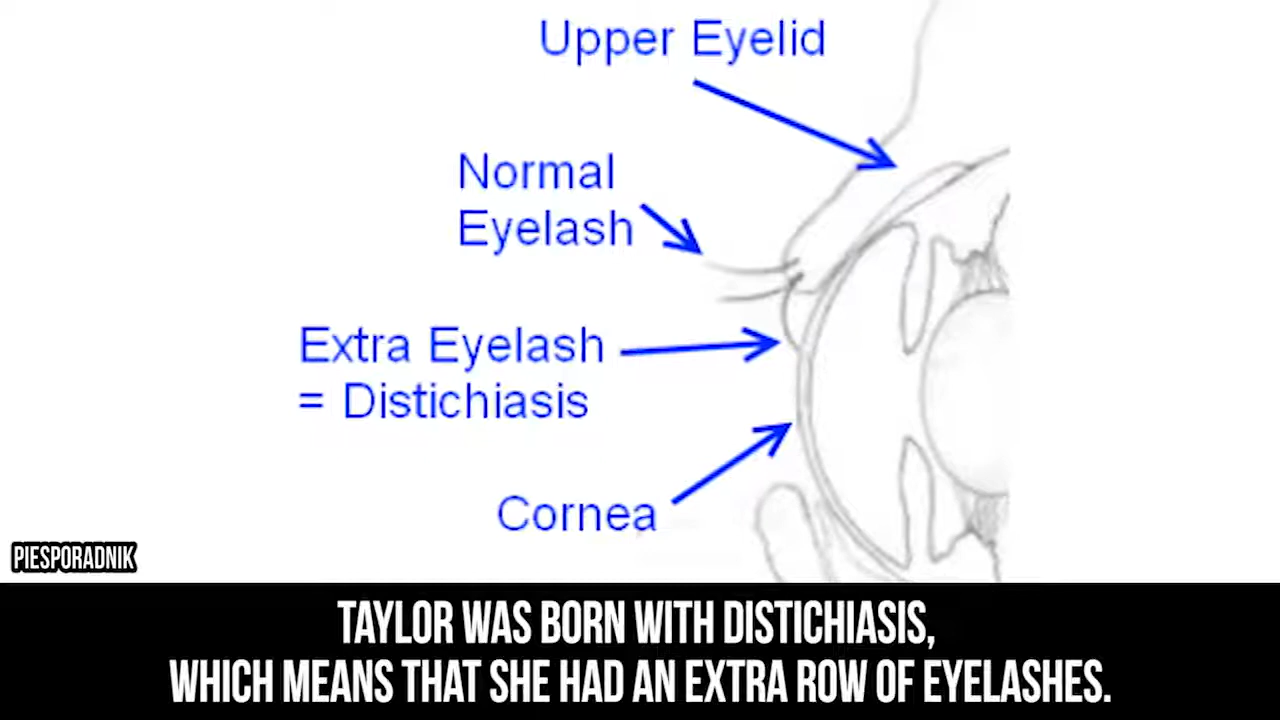 Upper Eyelid
Normal
Eyelash
Extra Eyelash
= Distichiasis
Cornea
PIESPORADNIK
TAYLOR WAS BORN WITH DISTICHIASIS,
WHICH MEANS THAT SHE HAD AN EXTRA ROW OF EYELASHES.